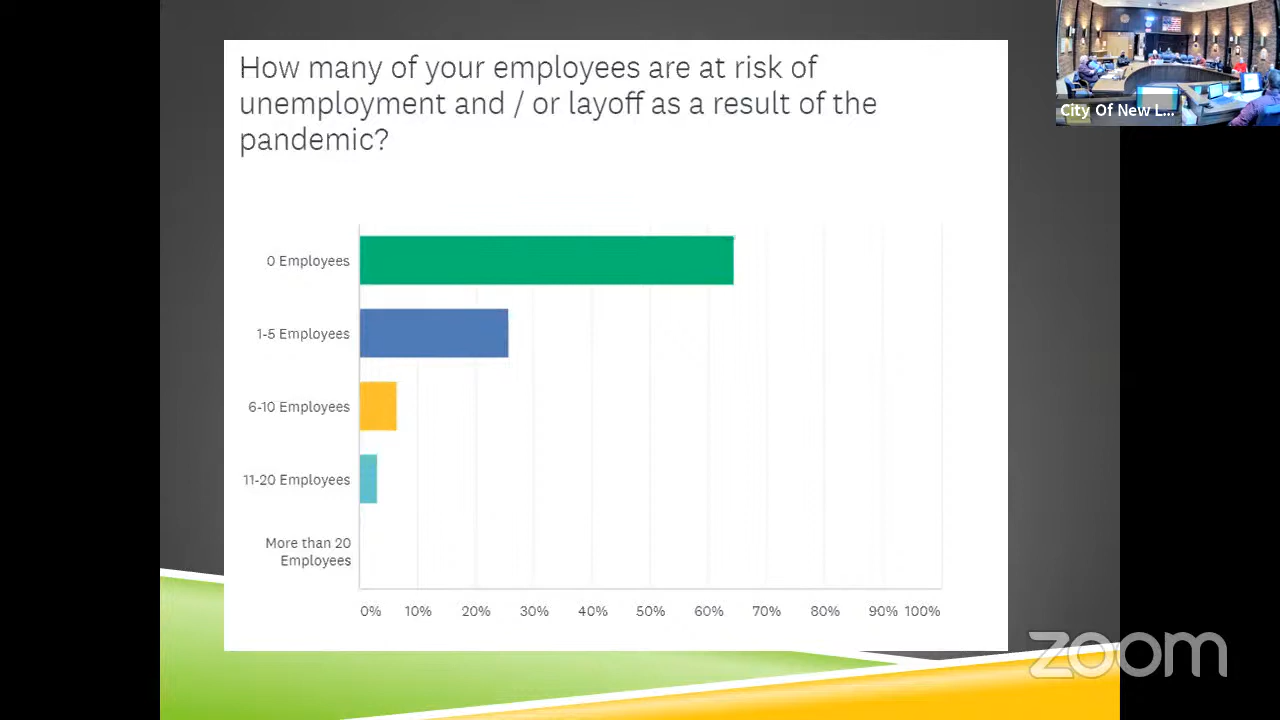 How many of your employees are at risk of
unemployment and / or layoff as a result of the
pandemic?
City Of New L...
0 Employees
1-5 Employees
6-10 Employees
11-20 Employees
More than 20
Employees
0% 10% 20% 30% 40% 50% 60% 70% 80% 90% 100%
zoom